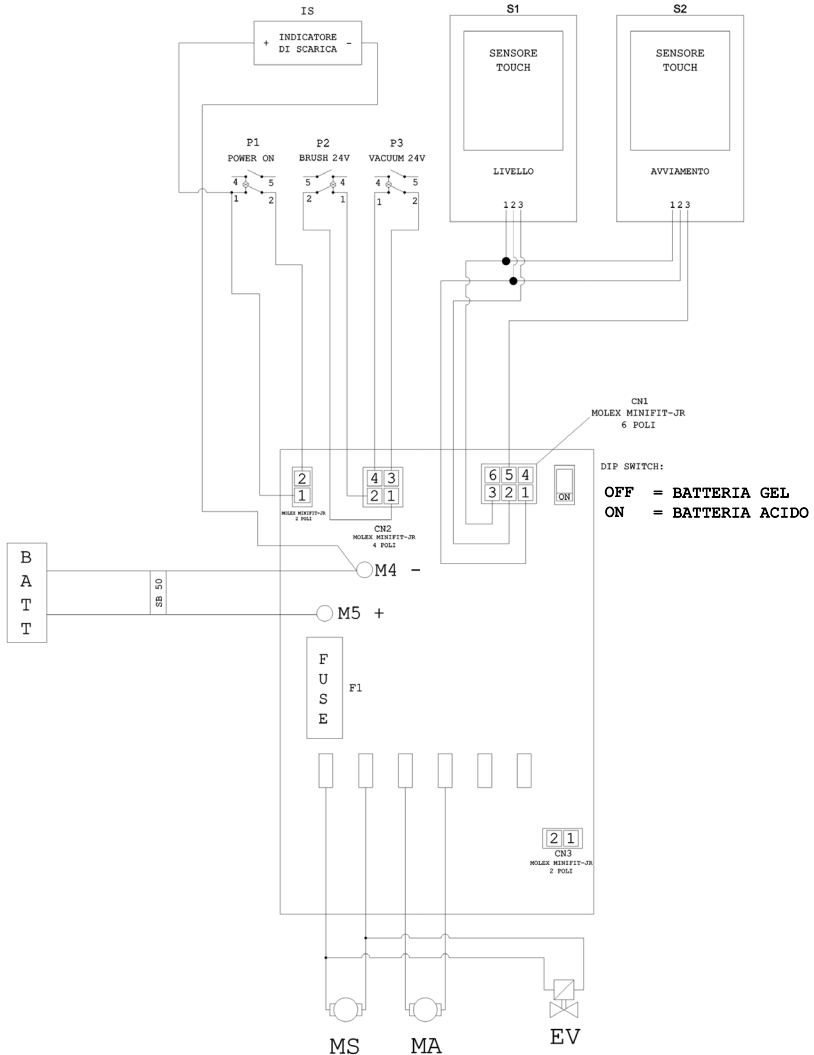 IS
S1
S2
+ INDICATORE -
DI SCARICA
SENSORE
TOUCH
SENSORE
TOUCH
P1
P2
P3
POWER ON
BRUSH 24V
VACUUM 24V
LIVELLO
AVVIAMENTO
4 5
5 4
4 5
1 2
2 1
1 2
1 2 3
1 2 3
CN1
MOLEX MINIFIT-JR
6 POLI
2
1
MOLEX MINIFIT-JR
2 POLI
4 3
2 1
CN2
MOLEX MINIFIT-JR
4 POLI
6 5 4
3 2 1
ON
DIP SWITCH:
OFF = BATTERIA GEL
ON = BATTERIA ACIDO
BATT
SB 50
M4 -
M5 +
FUSE
F1
2 1
CN3
MOLEX MINIFIT-JR
2 POLI
MS
MA
EV